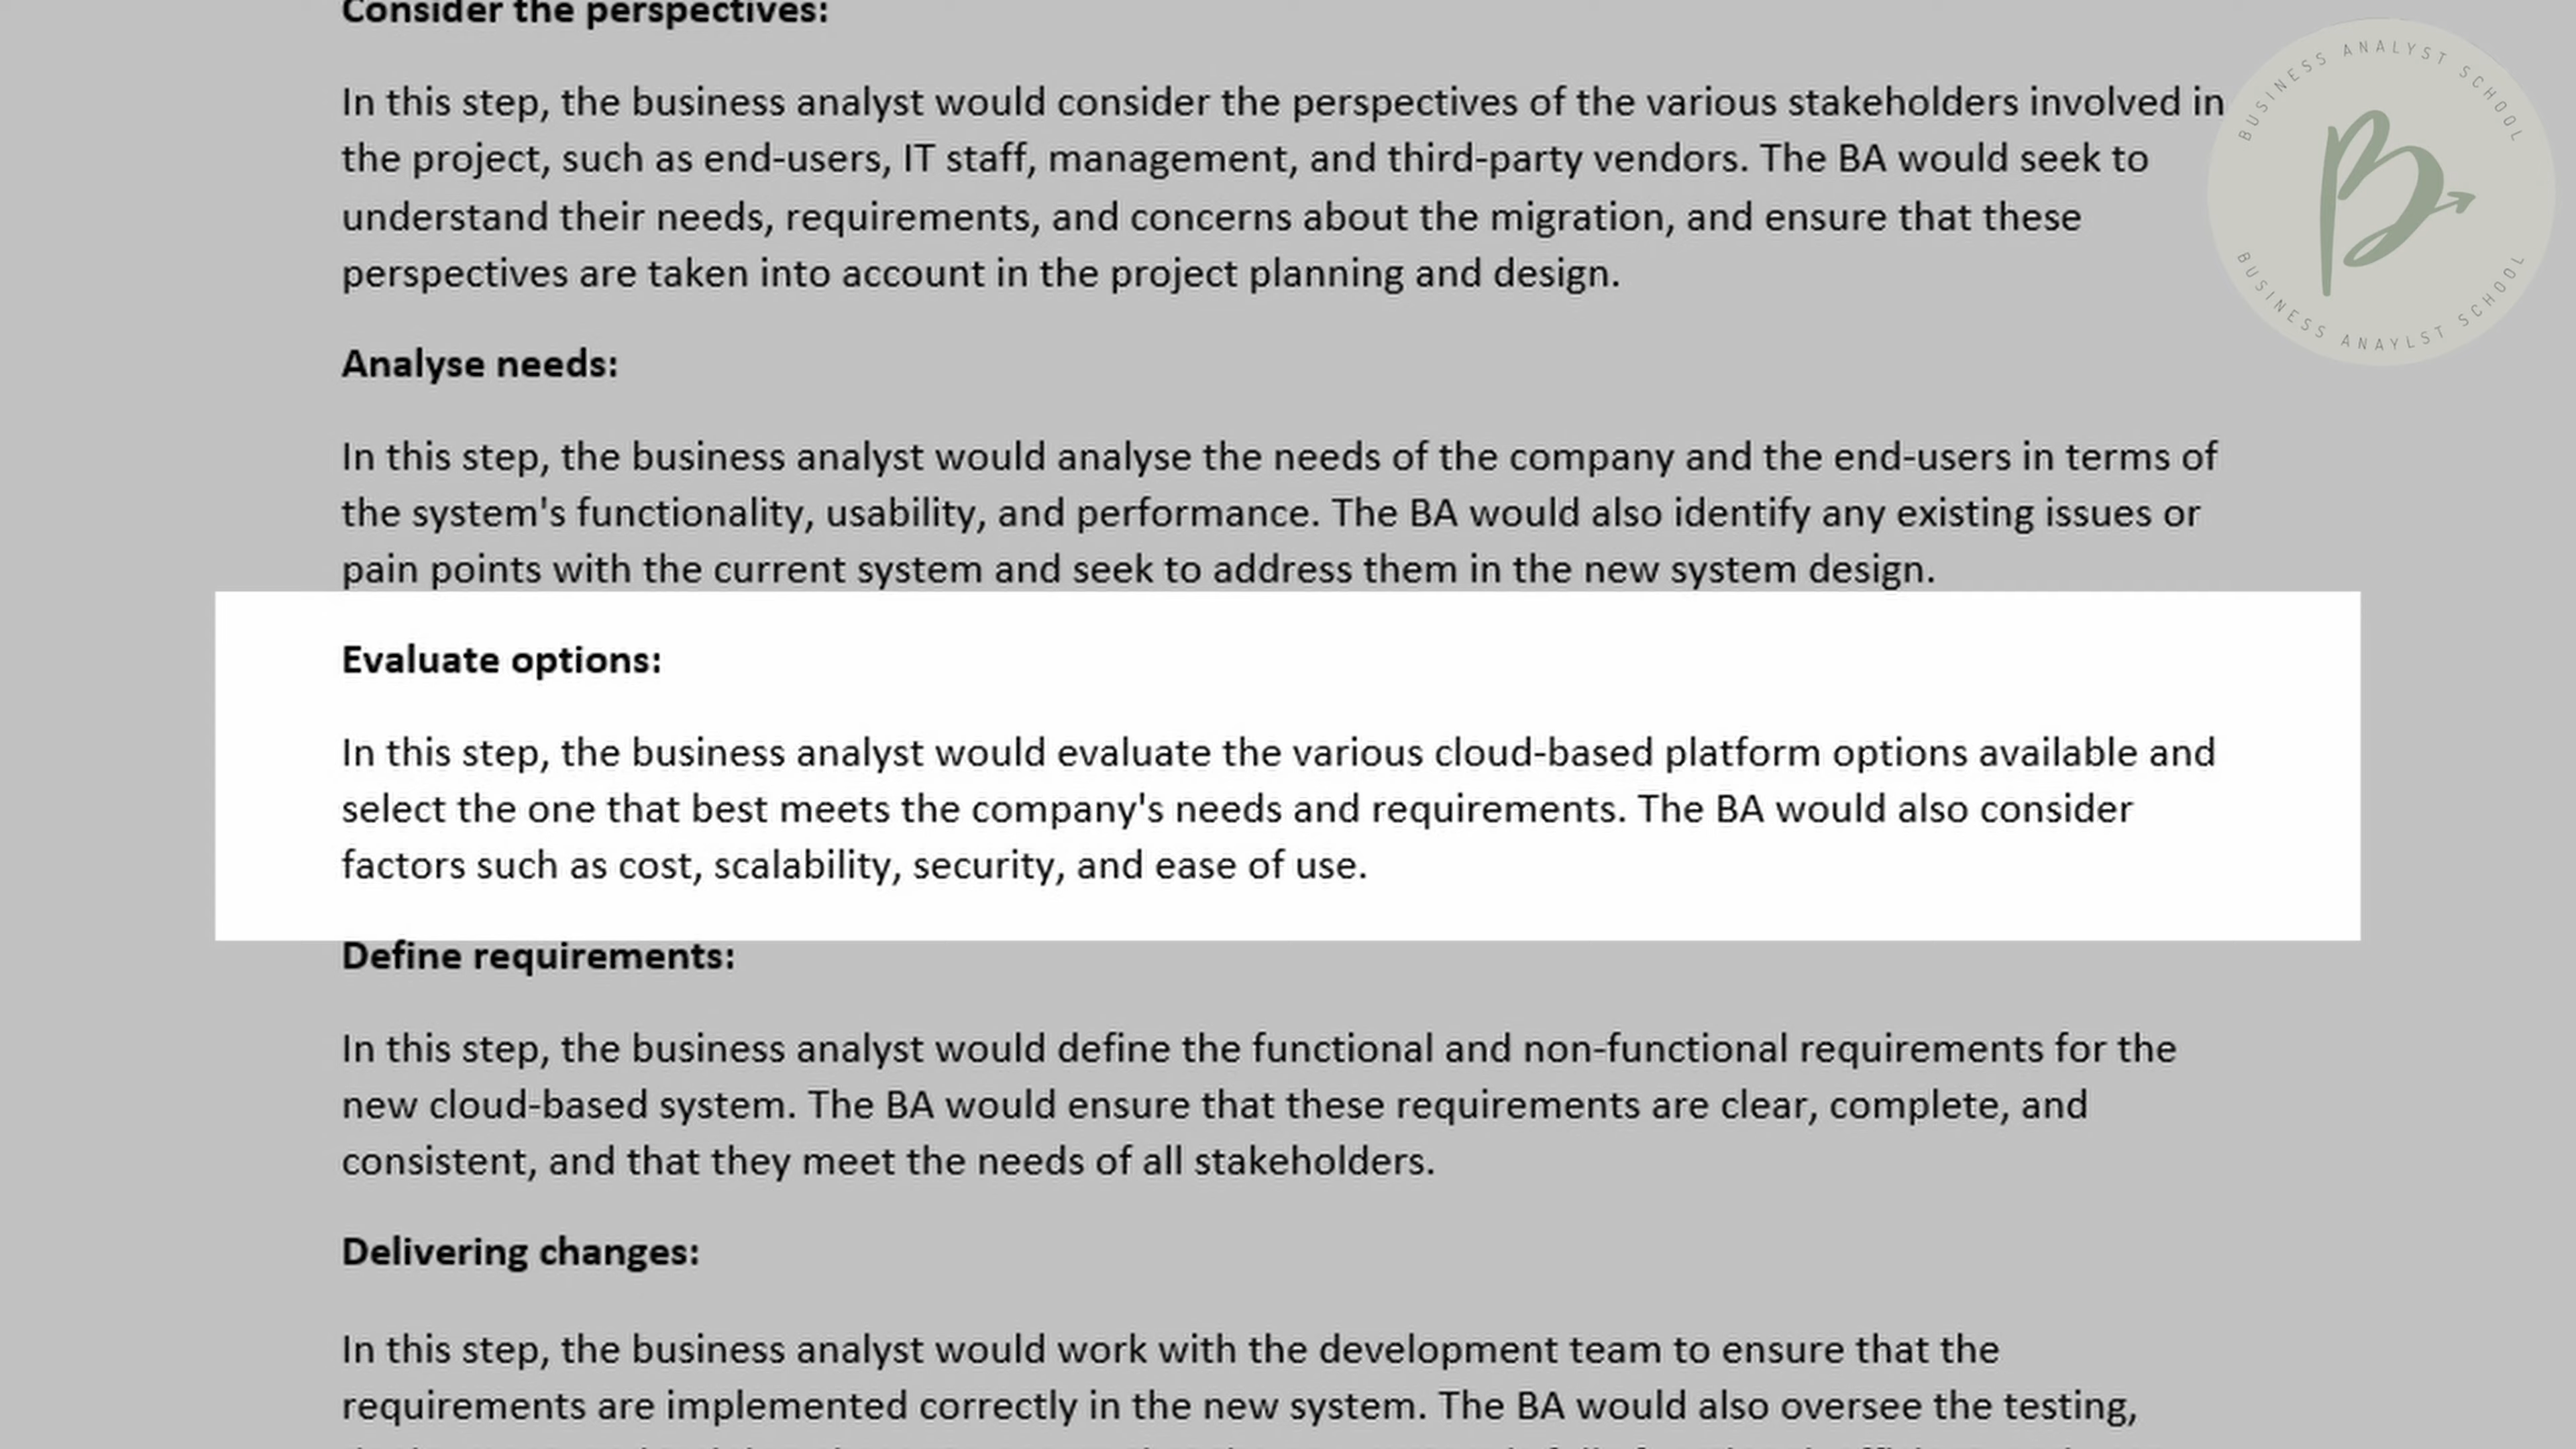 Consider the perspectives:
In this step, the business analyst would consider the perspectives of the various stakeholders involved in
the project, such as end-users, IT staff, management, and third-party vendors. The BA would seek to
understand their needs, requirements, and concerns about the migration, and ensure that these
perspectives are taken into account in the project planning and design.
Analyse needs:
In this step, the business analyst would analyse the needs of the company and the end-users in terms of
the system's functionality, usability, and performance. The BA would also identify any existing issues or
pain points with the current system and seek to address them in the new system design.
Evaluate options:
In this step, the business analyst would evaluate the various cloud-based platform options available and
select the one that best meets the company's needs and requirements. The BA would also consider
factors such as cost, scalability, security, and ease of use.
Define requirements:
In this step, the business analyst would define the functional and non-functional requirements for the
new cloud-based system. The BA would ensure that these requirements are clear, complete, and
consistent, and that they meet the needs of all stakeholders.
Delivering changes:
In this step, the business analyst would work with the development team to ensure that the
requirements are implemented correctly in the new system. The BA would also oversee the testing,
BUSINESS ANALYST SCHOOL
B
BUSINESS ANAYLST SCHOOL